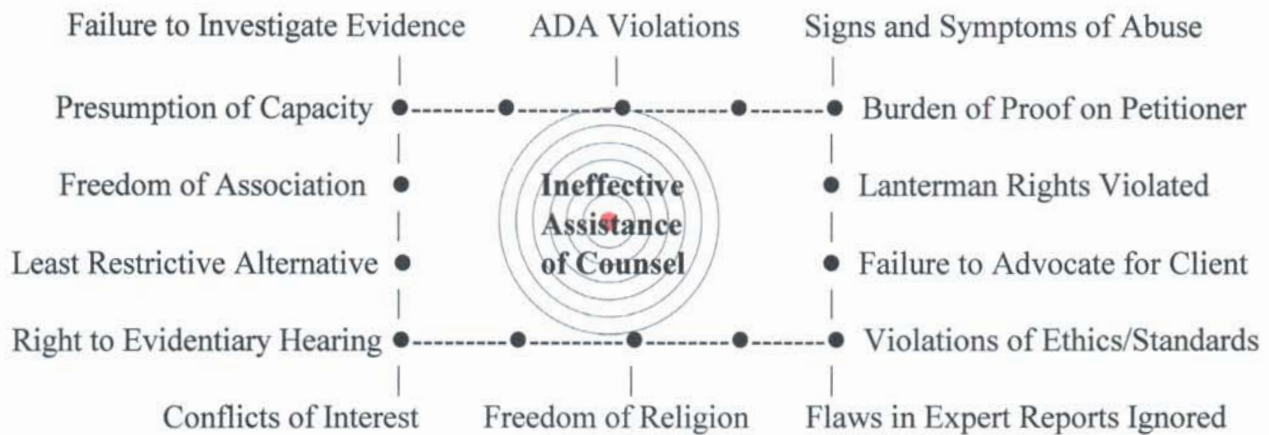 Failure to Investigate Evidence ADA Violations Signs and Symptoms of Abuse
Presumption of Capacity Burden of Proof on Petitioner
Freedom of Association Lanterman Rights Violated
Ineffective
Assistance
of Counsel
Least Restrictive Alternative Failure to Advocate for Client
Right to Evidentiary Hearing Violations of Ethics/Standards
Conflicts of Interest Freedom of Religion Flaws in Expert Reports Ignored